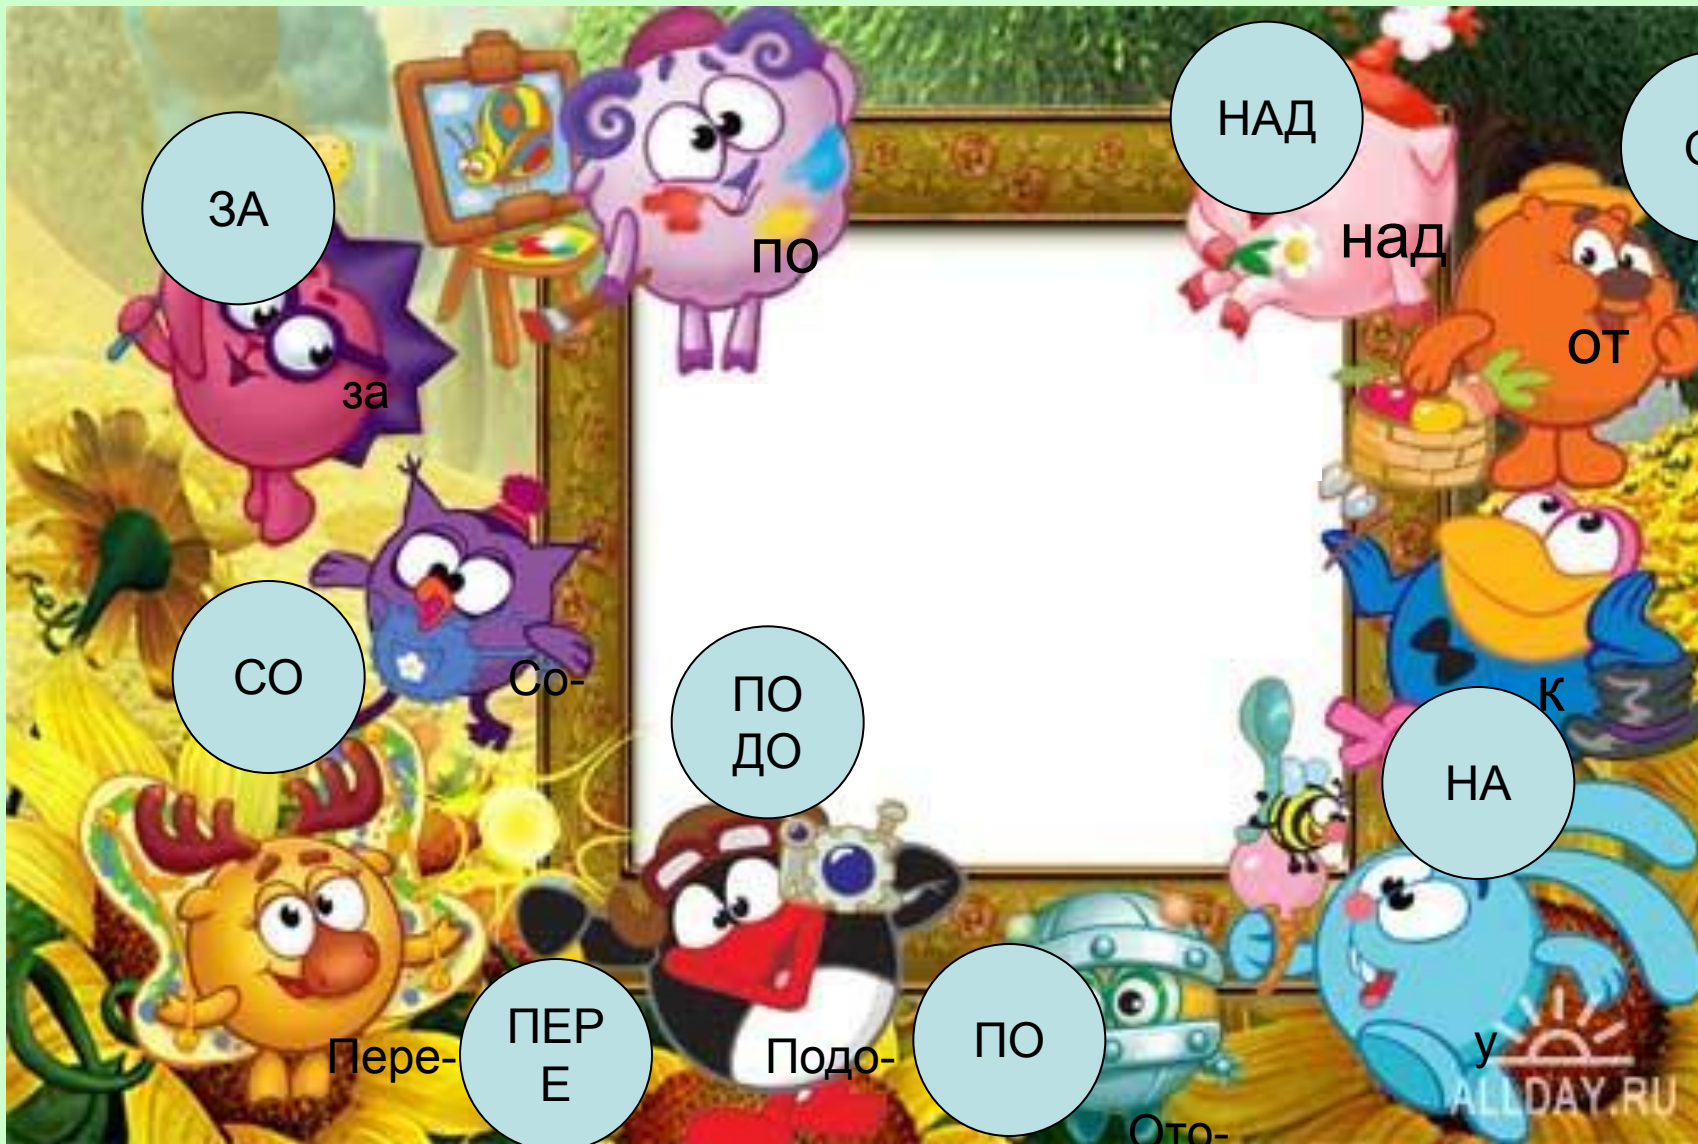 НАД
ЗА
по
над
от
за
СО
Со-
ПО
ДО
к
НА
ПЕР
Е
Пере-
Подо-
ПО
у
ALLDAY.RU
Ото-